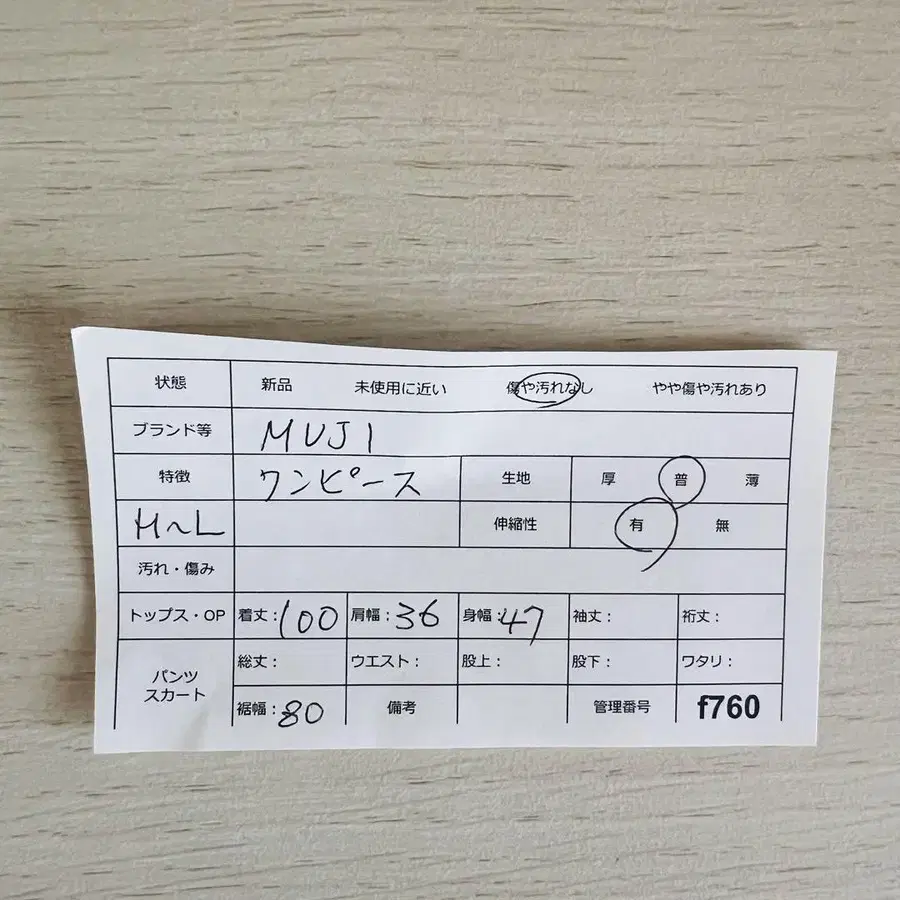 状態 新品 未使用に近い 傷や汚れなし やや傷や汚れあり
ブランド等 MUJI
特徴 ワンピース 生地 厚 普 薄
M~L 伸縮性 有 無
汚れ・傷み
トップス・OP 着丈:100 肩幅:36 身幅:47 袖丈: 裄丈:
パンツ スカート 総丈: ウエスト: 股上: 股下: ワタリ:
裾幅:80 備考 管理番号 f760